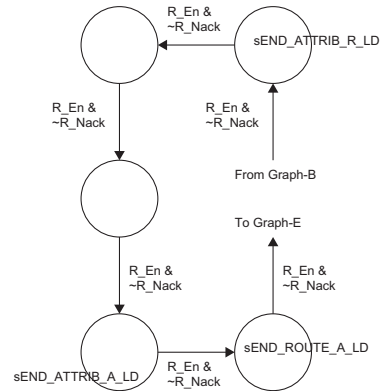 R_En &
~R_Nack
sEND_ATTRIB_R_LD
R_En &
~R_Nack
R_En &
~R_Nack
From Graph-B
To Graph-E
R_En &
~R_Nack
R_En &
~R_Nack
sEND_ATTRIB_A_LD
R_En &
~R_Nack
sEND_ROUTE_A_LD